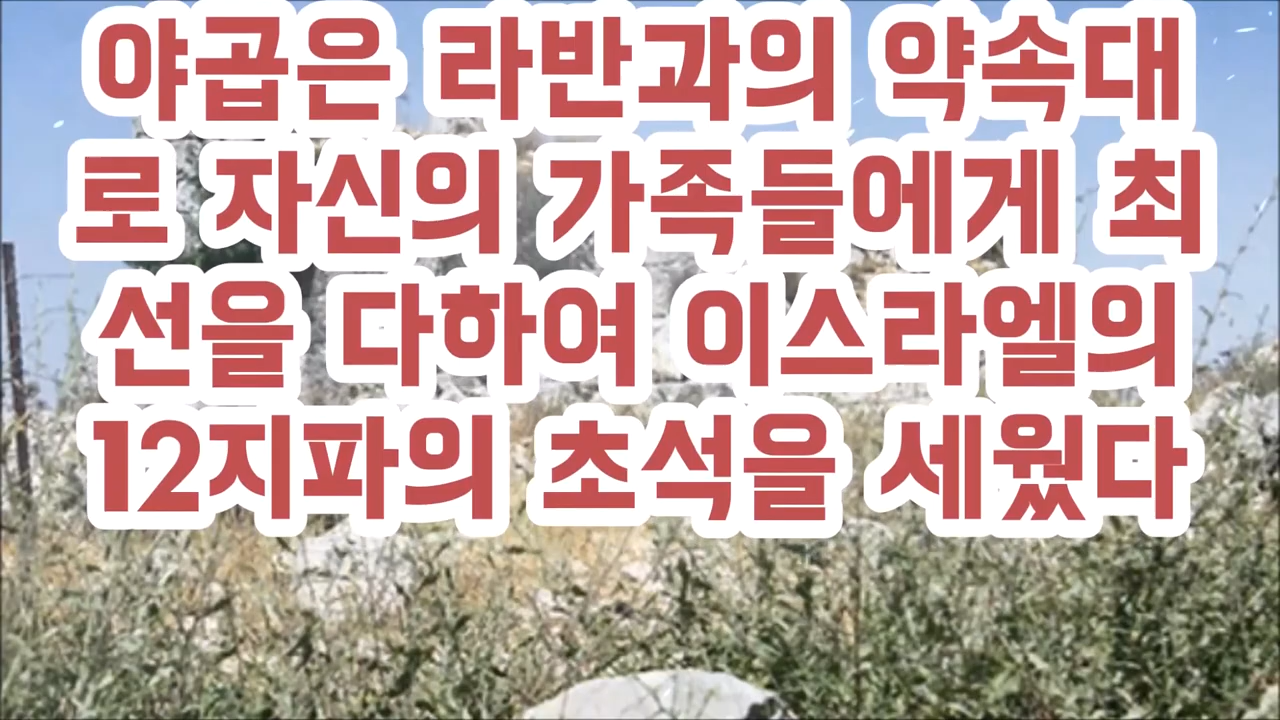 야곱은 라반과의 약속대
로 자신의 가족들에게 최
선을 다하여 이스라엘의
12지파의 초석을 세웠다